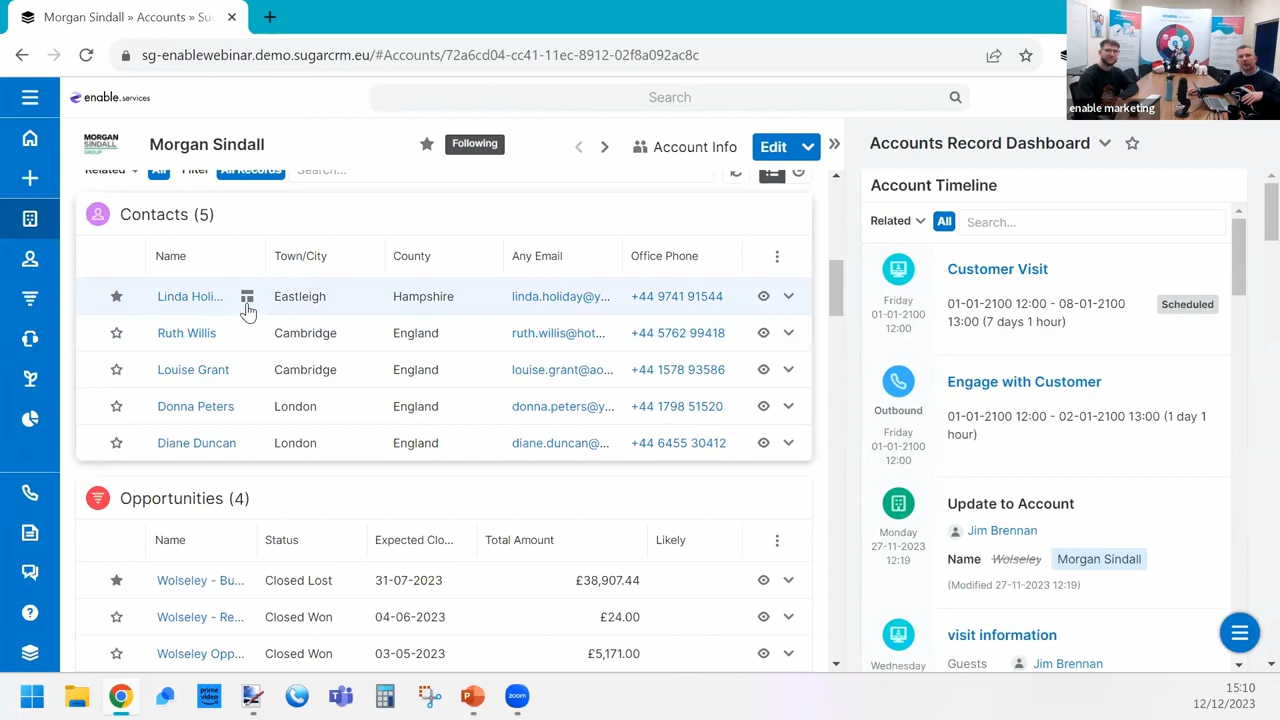 Morgan Sindall » Accounts » Su
sg-enablewebinar.demo.sugarcrm.eu/#Accounts/72a6cd04-cc41-11ec-8912-02f8a092ac8c
enable marketing
enable.services
Search
MORGAN SINDALL GROUP
Morgan Sindall
Following
Account Info
Edit
Accounts Record Dashboard
Related All Filter All Records Search...
Account Timeline
Related All Search...
Contacts (5)
Name Town/City County Any Email Office Phone
Linda Holi... Eastleigh Hampshire linda.holiday@y... +44 9741 91544
Ruth Willis Cambridge England ruth.willis@hot... +44 5762 99418
Louise Grant Cambridge England louise.grant@ao... +44 1578 93586
Donna Peters London England donna.peters@y... +44 1798 51520
Diane Duncan London England diane.duncan@... +44 6455 30412
Opportunities (4)
Name Status Expected Clo... Total Amount Likely
Wolseley - Bu... Closed Lost 31-07-2023 £38,907.44
Wolseley - Re... Closed Won 04-06-2023 £24.00
Wolseley Opp... Closed Won 03-05-2023 £5,171.00
Customer Visit
Friday
01-01-2100
12:00
01-01-2100 12:00 - 08-01-2100
13:00 (7 days 1 hour)
Scheduled
Engage with Customer
Outbound
Friday
01-01-2100
12:00
01-01-2100 12:00 - 02-01-2100 13:00 (1 day 1
hour)
Update to Account
Monday
27-11-2023
12:19
Jim Brennan
Name Wolseley Morgan Sindall
(Modified 27-11-2023 12:19)
visit information
Wednesday
Guests Jim Brennan
prime video
zoom
15:10
12/12/2023